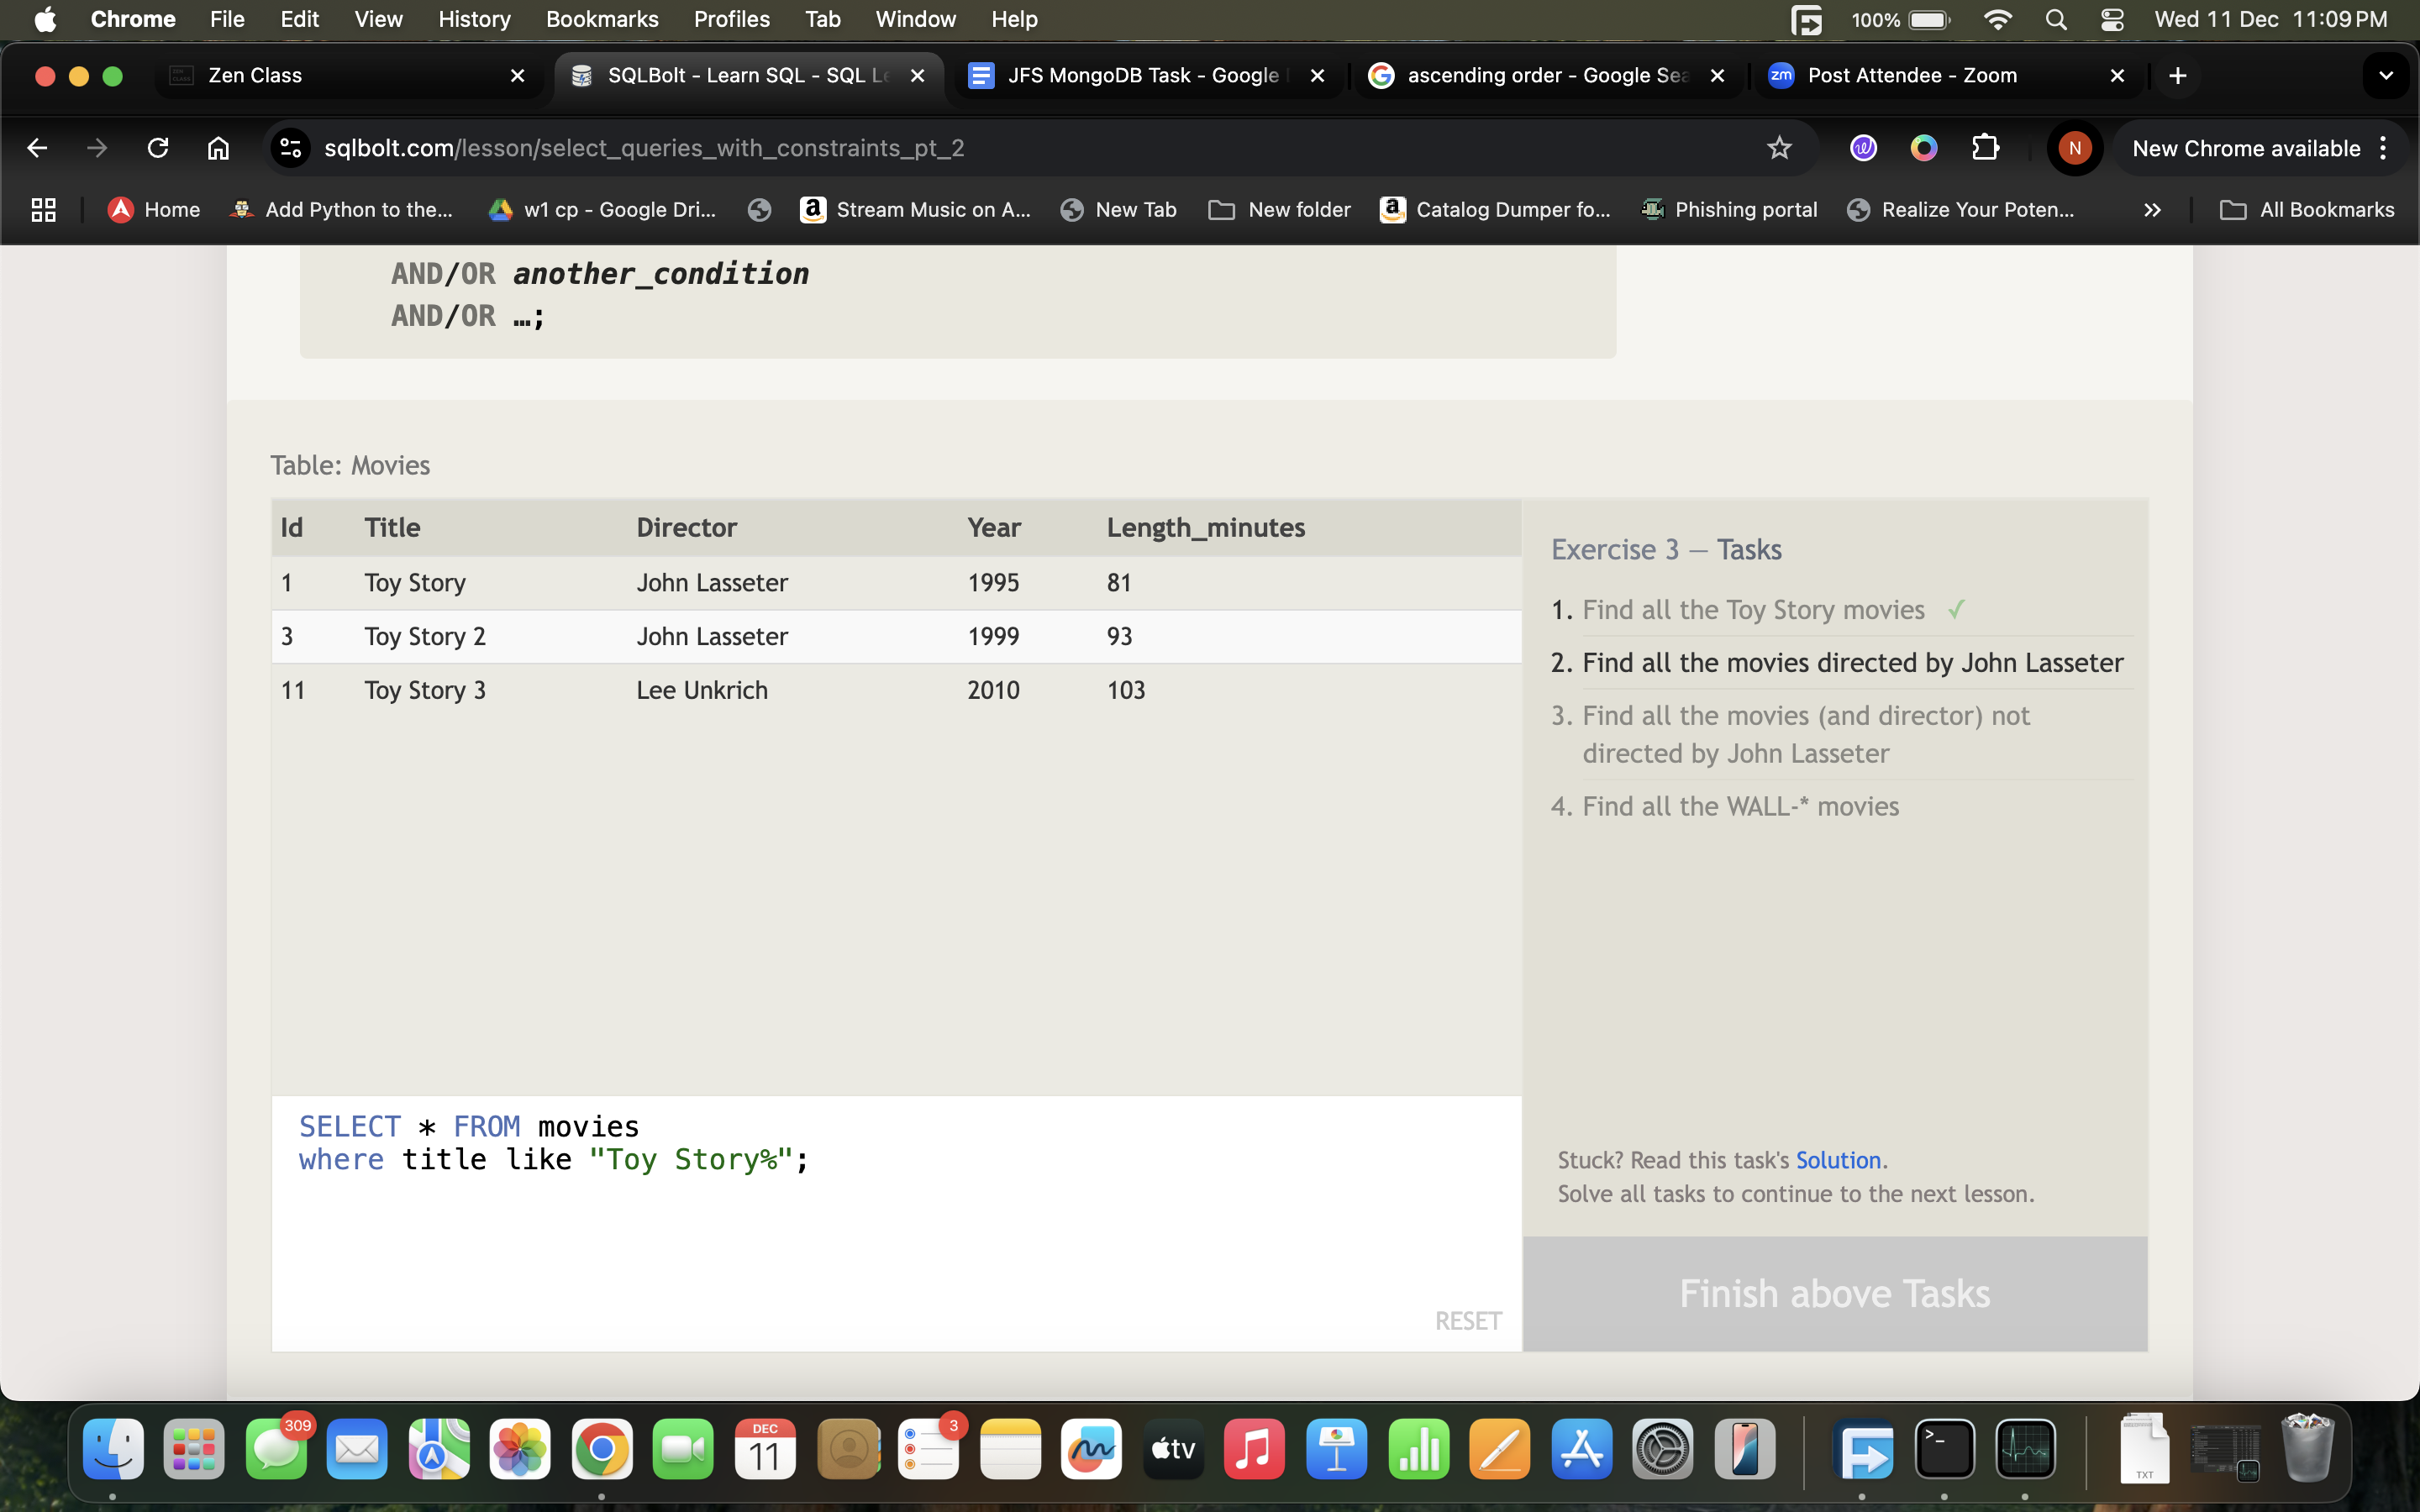 Chrome File Edit View History Bookmarks Profiles Tab Window Help 100% Wed 11 Dec 11:09 PM
Zen Class SQLBolt - Learn SQL - SQL Le JFS MongoDB Task - Google ascending order - Google Sea zm Post Attendee - Zoom
sqlbolt.com/lesson/select_queries_with_constraints_pt_2 N New Chrome available
Home Add Python to the... w1 cp - Google Dri... Stream Music on A... New Tab New folder Catalog Dumper fo... Phishing portal Realize Your Poten... All Bookmarks
AND/OR another_condition
AND/OR …;
Table: Movies
Id Title Director Year Length_minutes
1 Toy Story John Lasseter 1995 81
3 Toy Story 2 John Lasseter 1999 93
11 Toy Story 3 Lee Unkrich 2010 103
Exercise 3 — Tasks
1. Find all the Toy Story movies ✓
2. Find all the movies directed by John Lasseter
3. Find all the movies (and director) not
directed by John Lasseter
4. Find all the WALL-* movies
SELECT * FROM movies
where title like "Toy Story%";
RESET
Stuck? Read this task's Solution.
Solve all tasks to continue to the next lesson.
Finish above Tasks
309 DEC 11 3 tv TXT